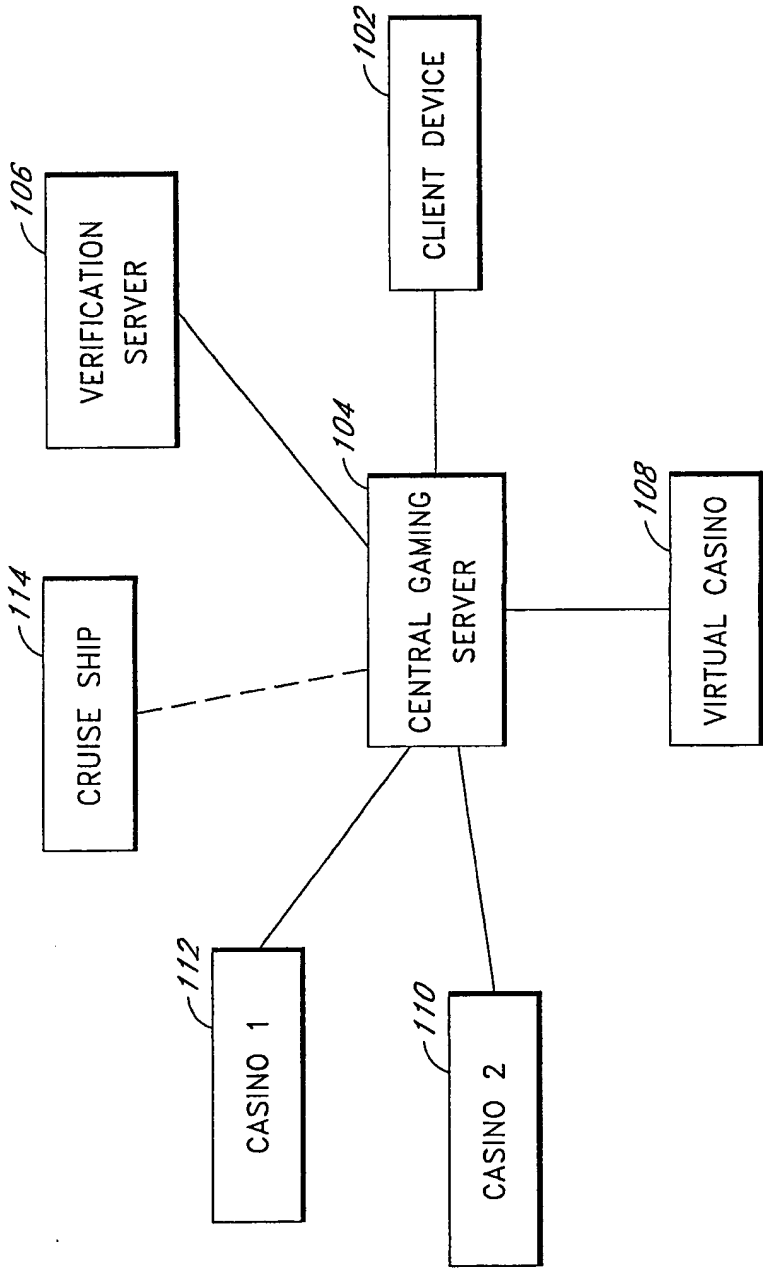 114
CRUISE SHIP
106
VERIFICATION
SERVER
112
CASINO 1
104
CENTRAL GAMING
SERVER
102
CLIENT DEVICE
110
CASINO 2
108
VIRTUAL CASINO